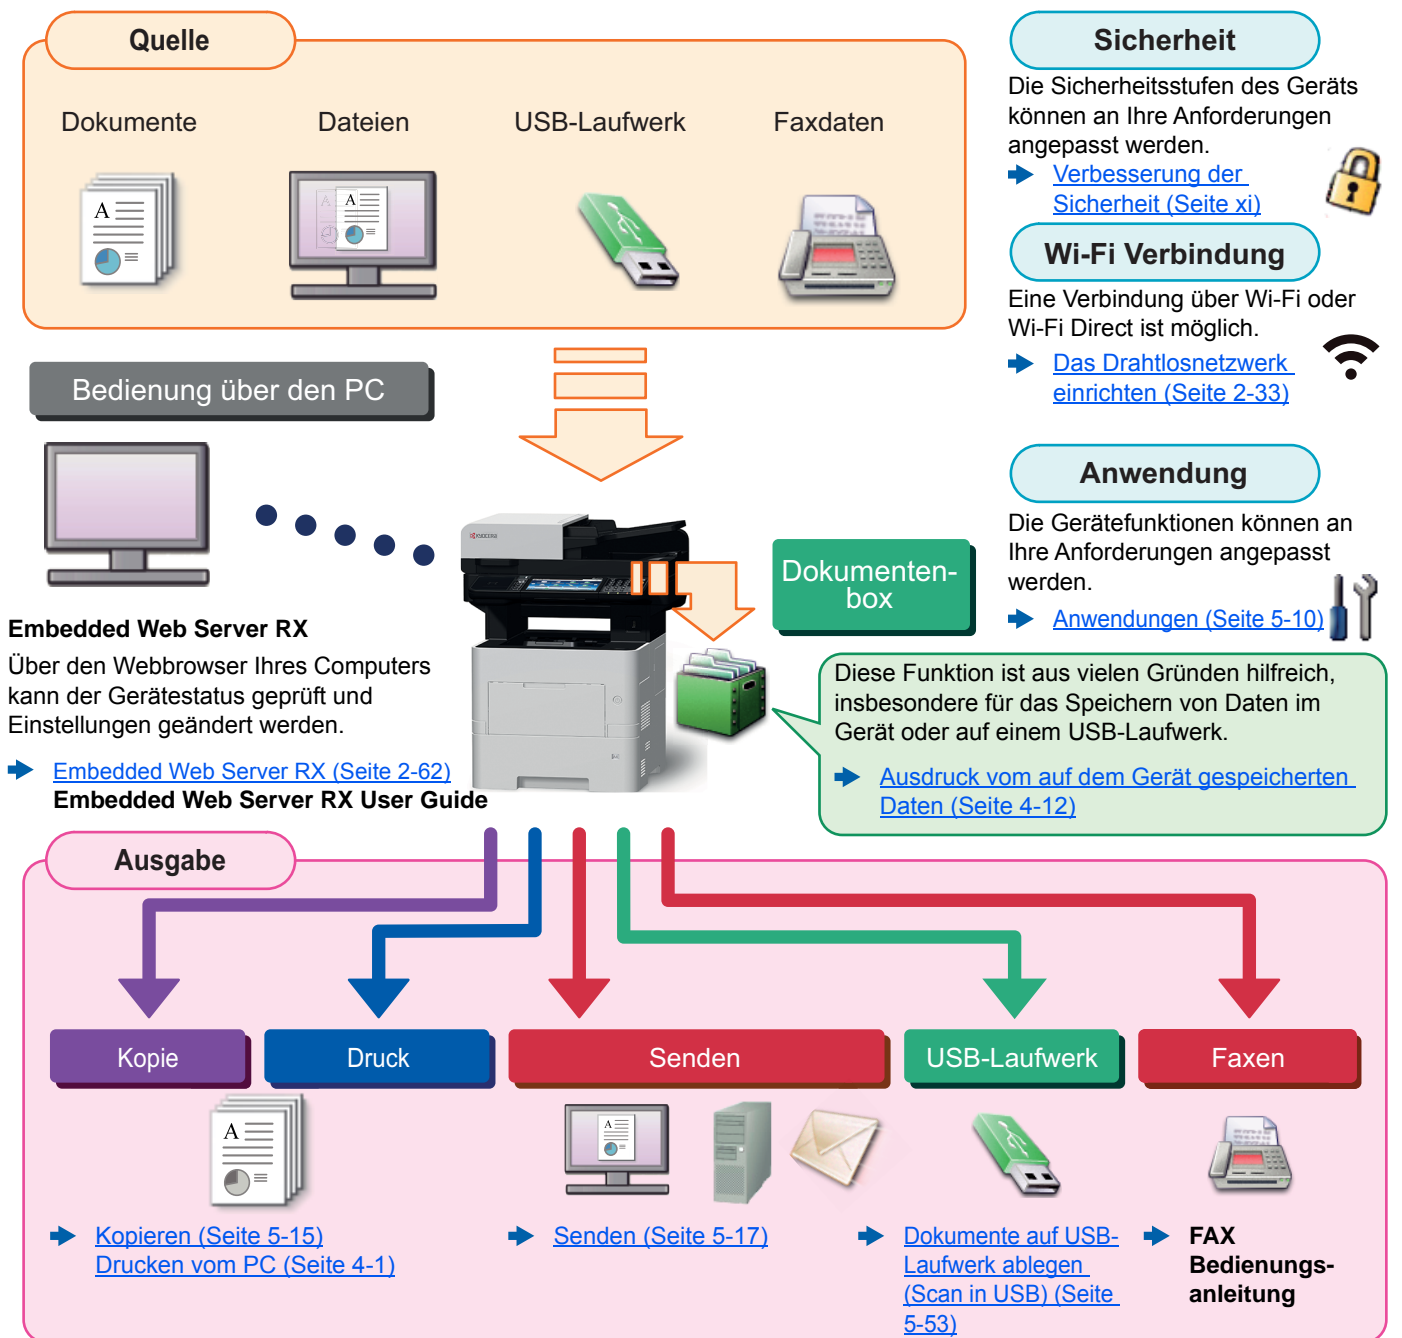 Quelle
Dokumente
Dateien
USB-Laufwerk
Faxdaten
Sicherheit
Die Sicherheitsstufen des Geräts
können an Ihre Anforderungen
angepasst werden.
Verbesserung der
Sicherheit (Seite xi)
Wi-Fi Verbindung
Eine Verbindung über Wi-Fi oder
Wi-Fi Direct ist möglich.
Das Drahtlosnetzwerk
einrichten (Seite 2-33)
Bedienung über den PC
Embedded Web Server RX
Über den Webbrowser Ihres Computers
kann der Gerätestatus geprüft und
Einstellungen geändert werden.
Embedded Web Server RX (Seite 2-62)
Embedded Web Server RX User Guide
KYOCERA
Dokumenten-
box
Anwendung
Die Gerätefunktionen können an
Ihre Anforderungen angepasst
werden.
Anwendungen (Seite 5-10)
Diese Funktion ist aus vielen Gründen hilfreich,
insbesondere für das Speichern von Daten im
Gerät oder auf einem USB-Laufwerk.
Ausdruck vom auf dem Gerät gespeicherten
Daten (Seite 4-12)
Ausgabe
Kopie
Druck
Senden
USB-Laufwerk
Faxen
A
A
A
A
A
Kopieren (Seite 5-15)
Drucken vom PC (Seite 4-1)
Senden (Seite 5-17)
Dokumente auf USB-
Laufwerk ablegen
(Scan in USB) (Seite
5-53)
FAX
Bedienungs-
anleitung